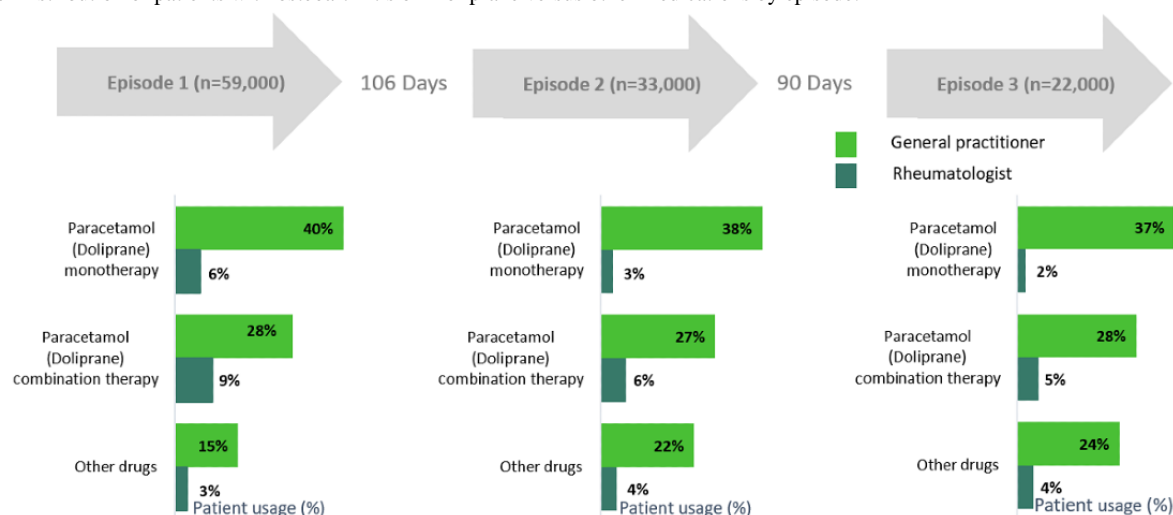 Episode 1 (n=59,000)
106 Days
Episode 2 (n=33,000)
90 Days
Episode 3 (n=22,000)
General practitioner
Rheumatologist
Paracetamol
(Doliprane)
monotherapy
40%
6%
Paracetamol
(Doliprane)
combination therapy
28%
9%
Other drugs
15%
3%
Patient usage (%)
Paracetamol
(Doliprane)
monotherapy
38%
3%
Paracetamol
(Doliprane)
combination therapy
27%
6%
Other drugs
22%
4%
Patient usage (%)
Paracetamol
(Doliprane)
monotherapy
37%
2%
Paracetamol
(Doliprane)
combination therapy
28%
5%
Other drugs
24%
4%
Patient usage (%)